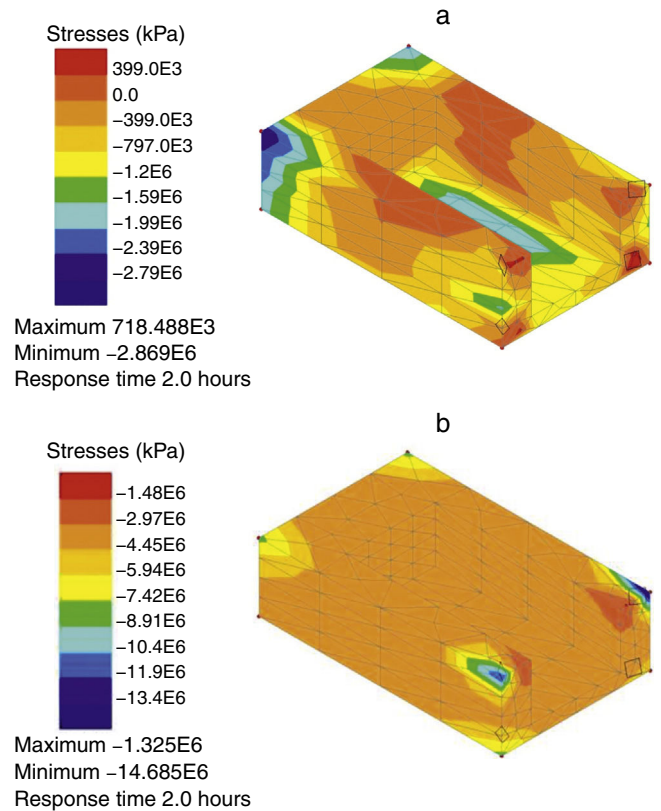 a
Stresses (kPa)
399.0E3
0.0
−399.0E3
−797.0E3
−1.2E6
−1.59E6
−1.99E6
−2.39E6
−2.79E6
Maximum 718.488E3
Minimum −2.869E6
Response time 2.0 hours
b
Stresses (kPa)
−1.48E6
−2.97E6
−4.45E6
−5.94E6
−7.42E6
−8.91E6
−10.4E6
−11.9E6
−13.4E6
Maximum −1.325E6
Minimum −14.685E6
Response time 2.0 hours